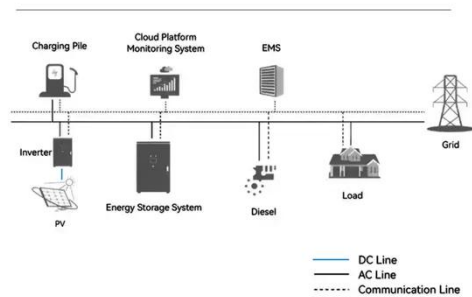 Charging Pile
Cloud Platform
Monitoring System
EMS
Grid
Inverter
PV
Energy Storage System
Diesel
Load
DC Line
AC Line
Communication Line